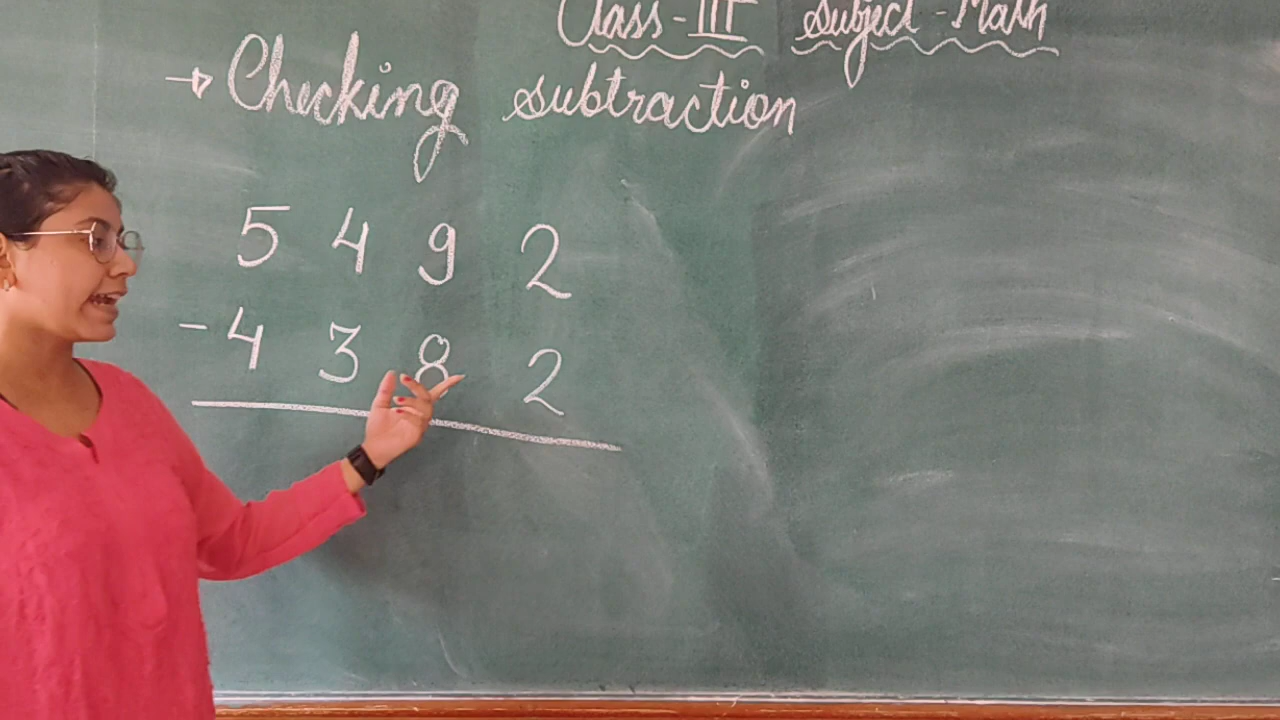 Class-III Subject-Math
→ Checking subtraction
5 4 9 2
- 4 3 8 2